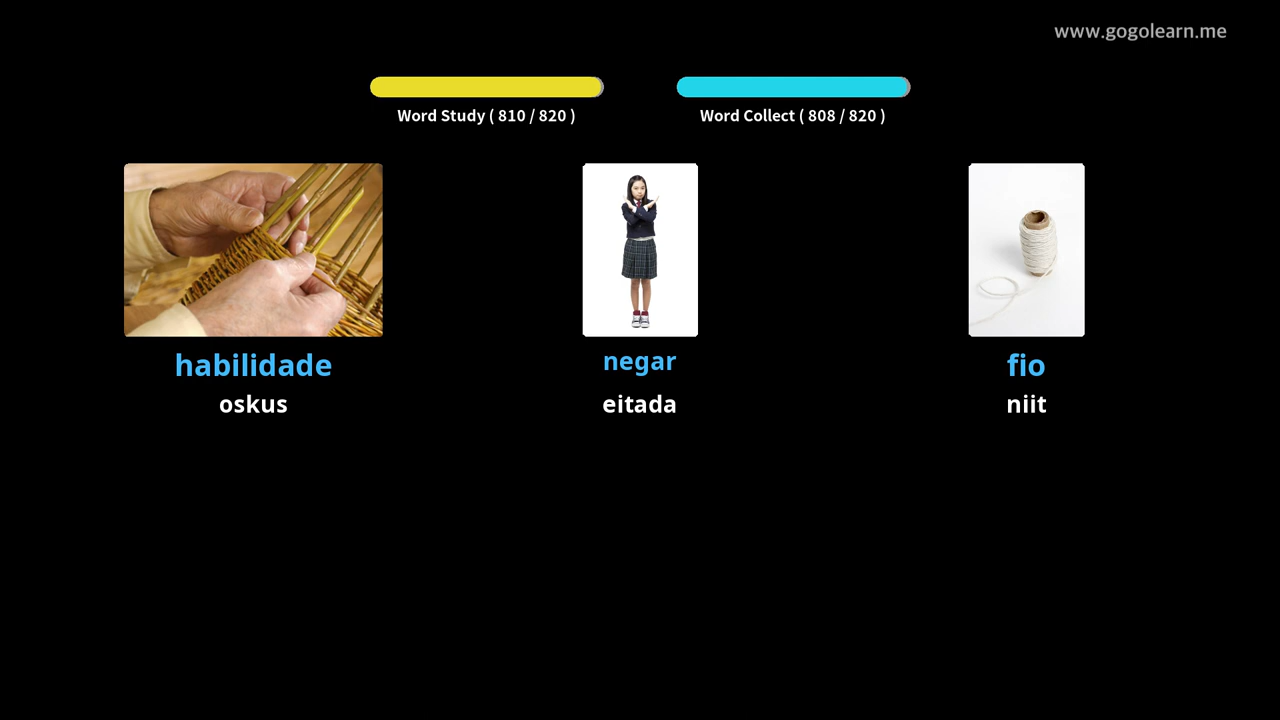 www.gogolearn.me
Word Study ( 810 / 820 )
Word Collect ( 808 / 820 )
habilidade
oskus
negar
eitada
fio
niit